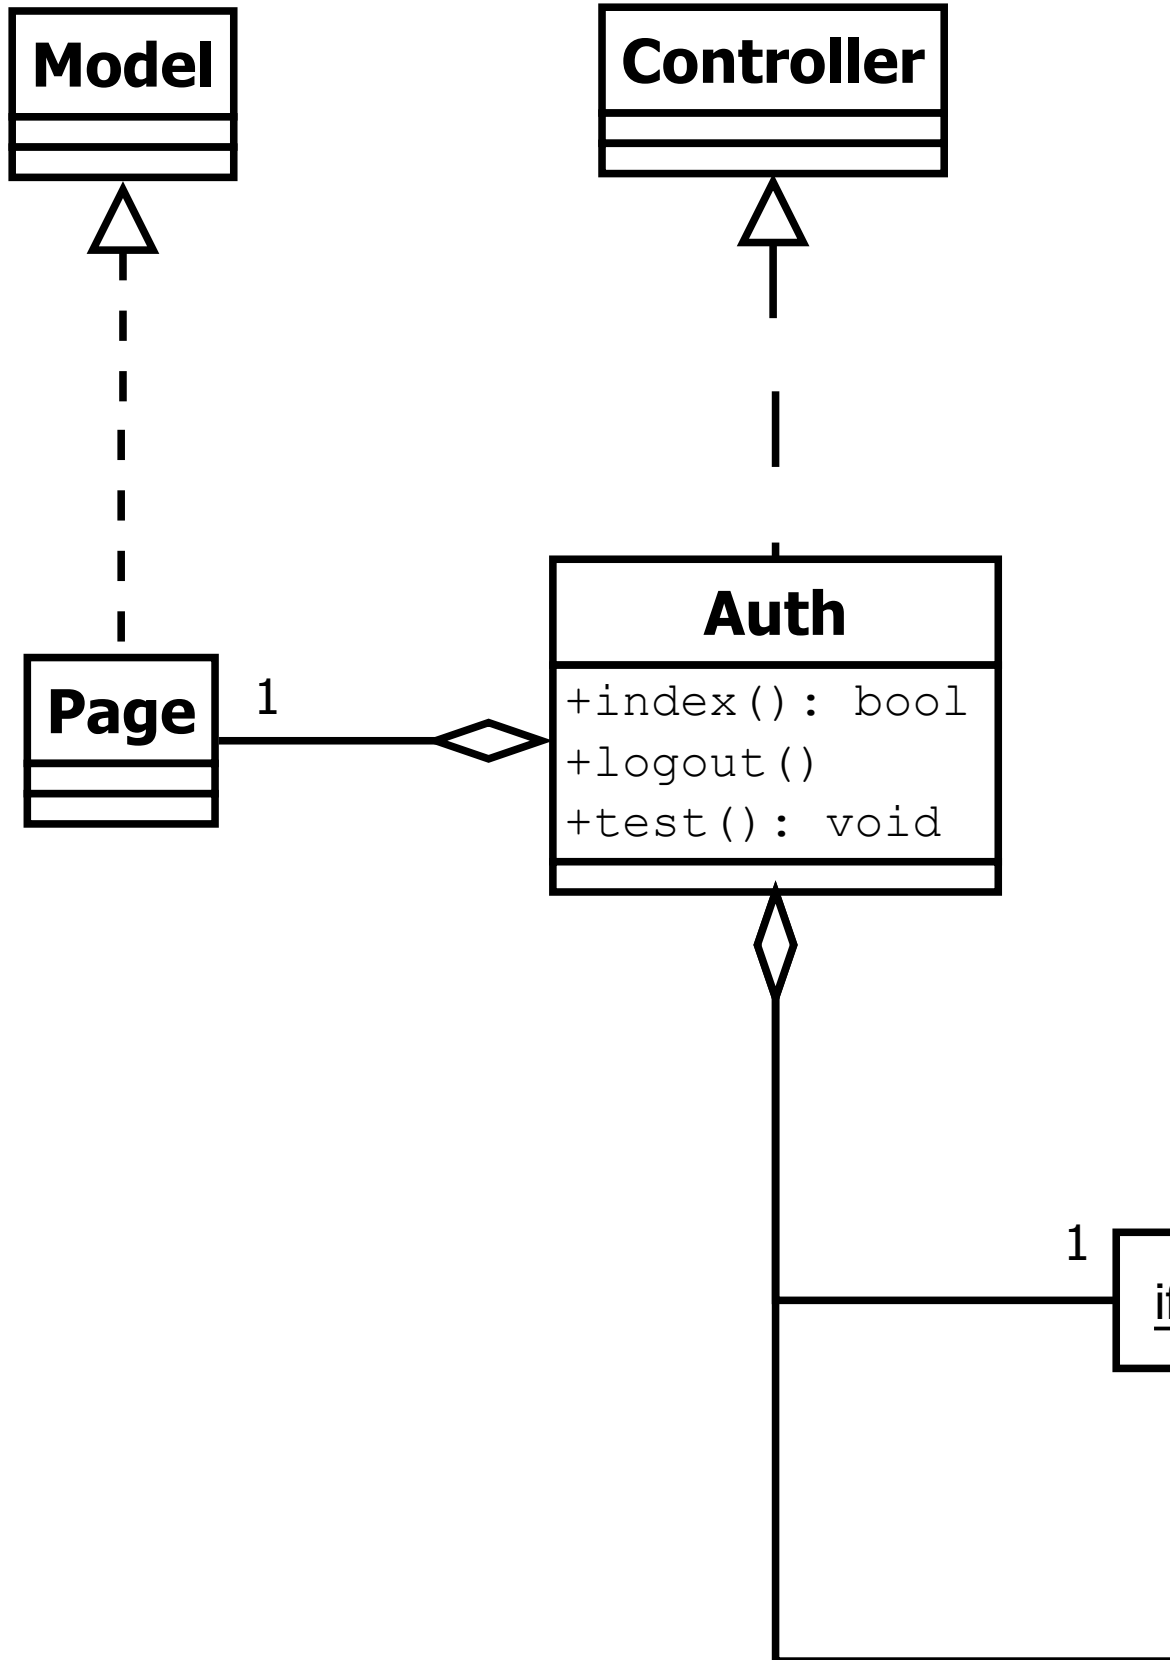 Model
Controller
Auth
+index(): bool
+logout()
+test(): void
Page
1
1